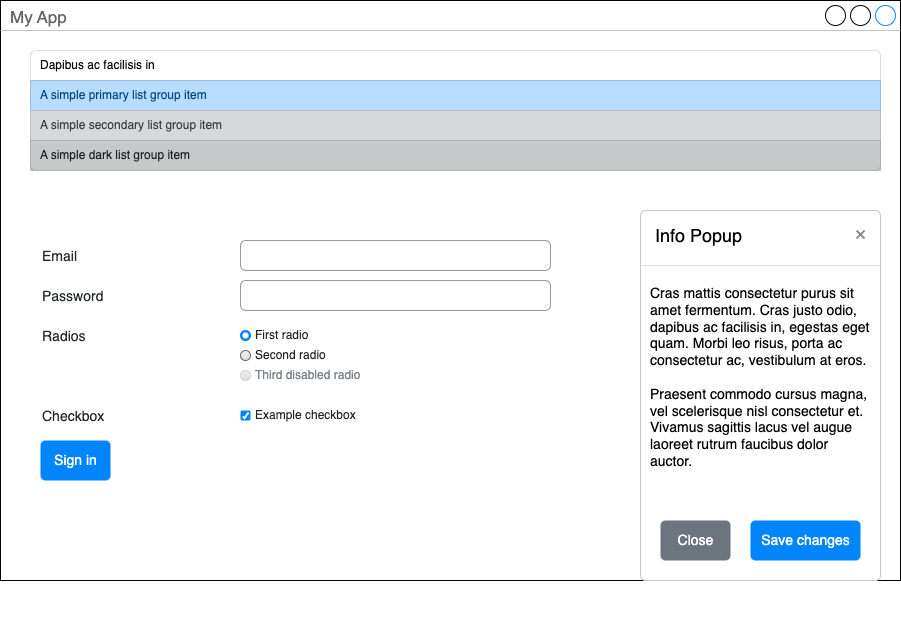 My App
Dapibus ac facilisis in
A simple primary list group item
A simple secondary list group item
A simple dark list group item
Email
Password
Radios
First radio
Second radio
Third disabled radio
Checkbox
Example checkbox
Sign in
Info Popup
×
Cras mattis consectetur purus sit
amet fermentum. Cras justo odio,
dapibus ac facilisis in, egestas eget
quam. Morbi leo risus, porta ac
consectetur ac, vestibulum at eros.
Praesent commodo cursus magna,
vel scelerisque nisl consectetur et.
Vivamus sagittis lacus vel augue
laoreet rutrum faucibus dolor
auctor.
Close
Save changes